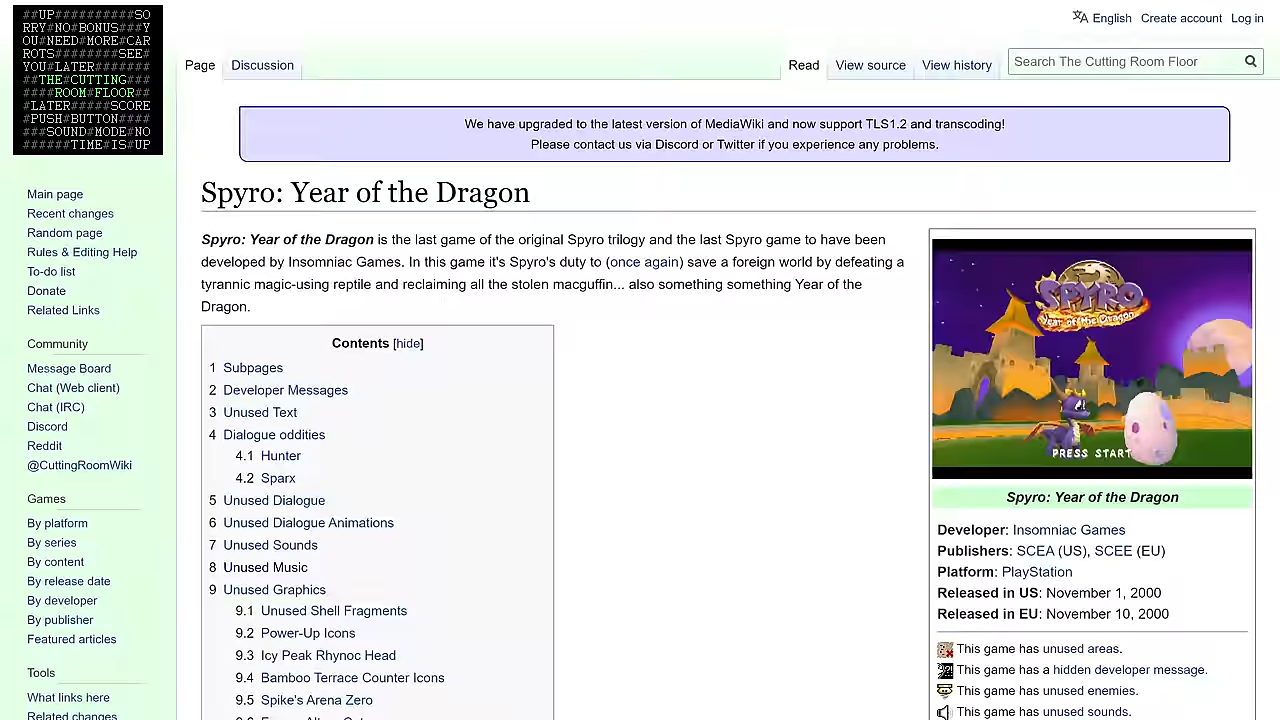 ##UP##########SO
RRY#NO#BONUS###Y
OU#NEED#MORE#CAR
ROTS########SEE#
YOU#LATER#######
##THE#CUTTING###
####ROOM#FLOOR##
#LATER#####SCORE
#PUSH#BUTTON####
###SOUND#MODE#NO
######TIME#IS#UP
English Create account Log in
Page Discussion Read View source View history Search The Cutting Room Floor
We have upgraded to the latest version of MediaWiki and now support TLS1.2 and transcoding!
Please contact us via Discord or Twitter if you experience any problems.
Main page
Recent changes
Random page
Rules & Editing Help
To-do list
Donate
Related Links
Community
Message Board
Chat (Web client)
Chat (IRC)
Discord
Reddit
@CuttingRoomWiki
Games
By platform
By series
By content
By release date
By developer
By publisher
Featured articles
Tools
What links here
Related changes
Spyro: Year of the Dragon
Spyro: Year of the Dragon is the last game of the original Spyro trilogy and the last Spyro game to have been
developed by Insomniac Games. In this game it's Spyro's duty to (once again) save a foreign world by defeating a
tyrannic magic-using reptile and reclaiming all the stolen macguffin... also something something Year of the
Dragon.
Contents [hide]
1 Subpages
2 Developer Messages
3 Unused Text
4 Dialogue oddities
4.1 Hunter
4.2 Sparx
5 Unused Dialogue
6 Unused Dialogue Animations
7 Unused Sounds
8 Unused Music
9 Unused Graphics
9.1 Unused Shell Fragments
9.2 Power-Up Icons
9.3 Icy Peak Rhynoc Head
9.4 Bamboo Terrace Counter Icons
9.5 Spike's Arena Zero
SPYRO
Year of the Dragon
PRESS START
Spyro: Year of the Dragon
Developer: Insomniac Games
Publishers: SCEA (US), SCEE (EU)
Platform: PlayStation
Released in US: November 1, 2000
Released in EU: November 10, 2000
This game has unused areas.
This game has a hidden developer message.
This game has unused enemies.
This game has unused sounds.